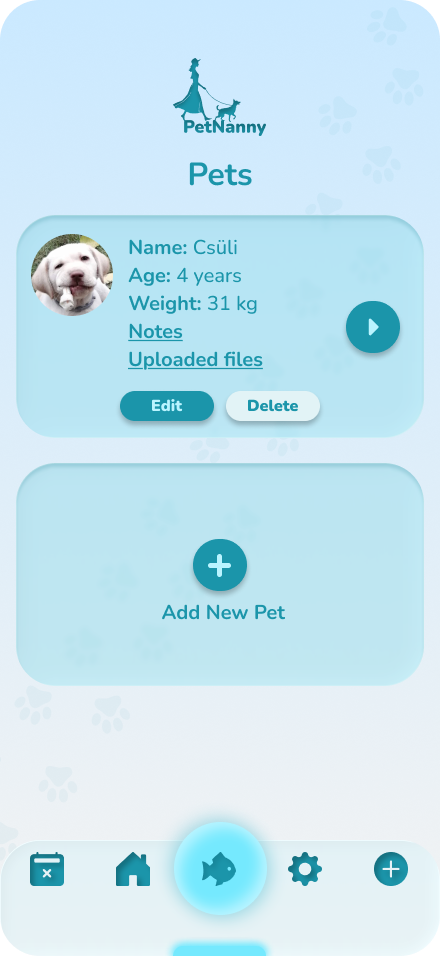 PetNanny
Pets
Name: Csüli
Age: 4 years
Weight: 31 kg
Notes
Uploaded files
Edit
Delete
Add New Pet